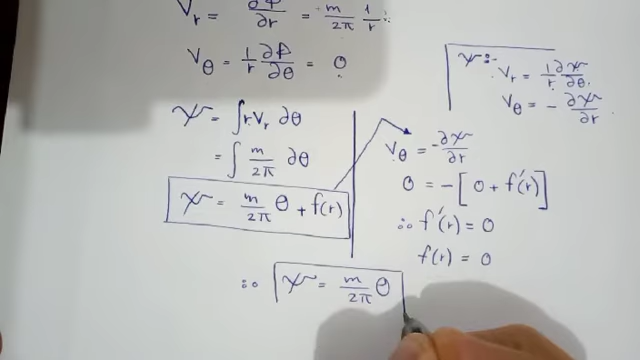 V_r = ∂φ/∂r = m/2π 1/r
V_θ = 1/r ∂φ/∂θ = 0
ψ = ∫ r V_r ∂θ
= ∫ m/2π ∂θ
ψ = m/2π θ + f(r)
∴ ψ = m/2π θ
ψ:-
V_r = 1/r ∂ψ/∂θ
V_θ = - ∂ψ/∂r
V_θ = -∂ψ/∂r
0 = -[0 + f'(r)]
∴ f'(r) = 0
f(r) = 0